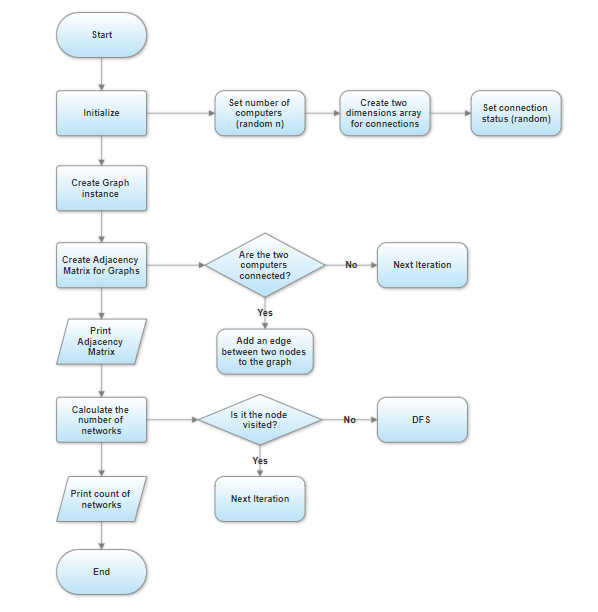 Start
Initialize
Set number of
computers
(random n)
Create two
dimensions array
for connections
Set connection
status (random)
Create Graph
instance
Create Adjacency
Matrix for Graphs
Are the two
computers
connected?
No
Next Iteration
Yes
Print
Adjacency
Matrix
Add an edge
between two nodes
to the graph
Calculate the
number of
networks
Is it the node
visited?
No
DFS
Yes
Print count of
networks
Next Iteration
End